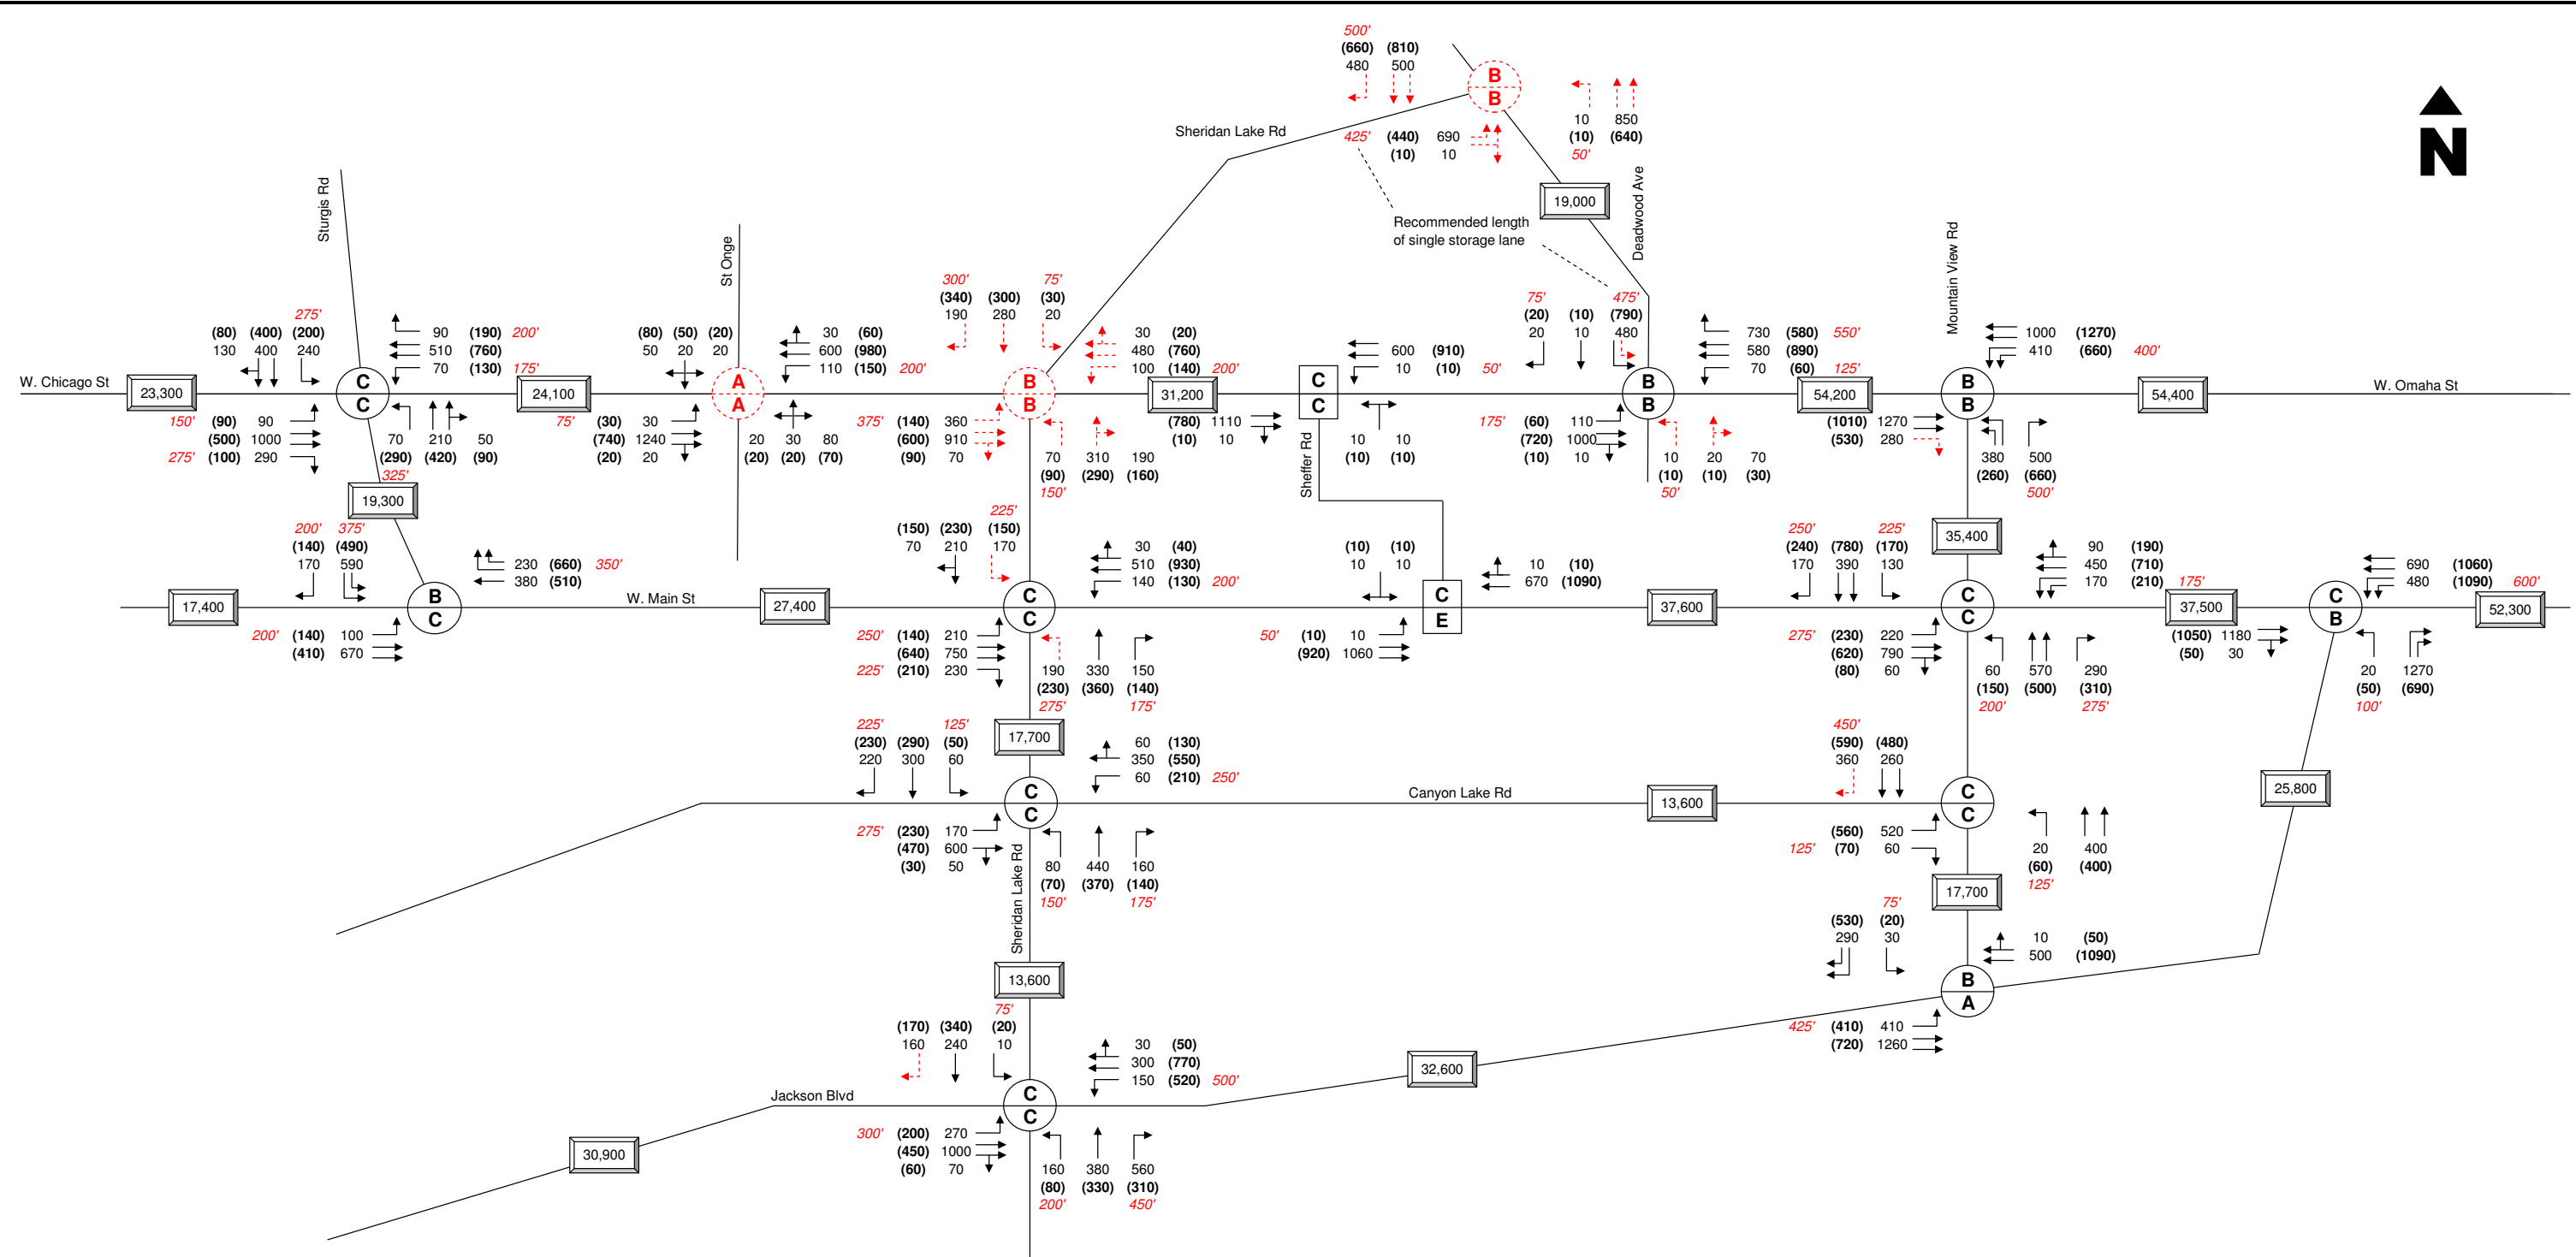 500'
(660) (810)
480 500
B
B
10 850
(10) (640)
50'
Sheridan Lake Rd
425' (440) 690
(10) 10
N
Sturgis Rd
St Onge
Deadwood Ave
Mountain View Rd
19,000
Recommended length
of single storage lane
275'
(80) (400) (200)
130 400 240
90 (190) 200'
510 (760)
70 (130) 175'
W. Chicago St
23,300
C
C
24,100
150' (90) 90
(500) 1000
275' (100) 290
70 210 50
(290) (420) (90)
325'
19,300
(80) (50) (20)
50 20 20
30 (60)
600 (980)
110 (150) 200'
A
A
75' (30) 30
(740) 1240
(20) 20
20 30 80
(20) (20) (70)
300' 75'
(340) (300) (30)
190 280 20
30 (20)
480 (760)
100 (140) 200'
B
B
31,200
375' (140) 360
(600) 910
(90) 70
70 310 190
(90) (290) (160)
150'
600 (910)
10 (10)
C
C
(780) 1110
(10) 10
10 10
(10) (10)
Sheffer Rd
75' 475'
(20) (10) (790)
20 10 480
50'
730 (580) 550'
580 (890)
70 (60) 125'
B
B
54,200
175' (60) 110
(720) 1000
(10) 10
10 20 70
(10) (10) (30)
50'
1000 (1270)
410 (660) 400'
B
B
54,400
W. Omaha St
(1010) 1270
(530) 280
380 500
(260) (660)
500'
35,400
200' 375'
(140) (490)
170 590
230 (660) 350'
380 (510)
17,400
B
C
W. Main St
27,400
200' (140) 100
(410) 670
225'
(150) (230) (150)
70 210 170
30 (40)
510 (930)
140 (130) 200'
C
C
250' (140) 210
(640) 750
225' (210) 230
190 330 150
(230) (360) (140)
275' 175'
(10) (10)
10 10
10 (10)
670 (1090)
C
E
37,600
50' (10) 10
(920) 1060
250' 225'
(240) (780) (170)
170 390 130
90 (190)
450 (710)
170 (210) 175'
C
C
37,500
275' (230) 220
(620) 790
(80) 60
60 570 290
(150) (500) (310)
200' 275'
690 (1060)
480 (1090) 600'
C
B
52,300
(1050) 1180
(50) 30
20 1270
(50) (690)
100'
17,700
225' 125'
(230) (290) (50)
220 300 60
60 (130)
350 (550)
60 (210) 250'
C
C
Canyon Lake Rd
13,600
275' (230) 170
(470) 600
(30) 50
80 440 160
(70) (370) (140)
150' 175'
Sheridan Lake Rd
450'
(590) (480)
360 260
C
C
(560) 520
125' (70) 60
20 400
(60) (400)
125'
25,800
17,700
75'
(530) (20)
290 30
10 (50)
500 (1090)
B
A
425' (410) 410
(720) 1260
13,600
75'
(170) (340) (20)
160 240 10
30 (50)
300 (770)
150 (520) 500'
Jackson Blvd
C
C
32,600
30,900
300' (200) 270
(450) 1000
(60) 70
160 380 560
(80) (330) (310)
200' 450'